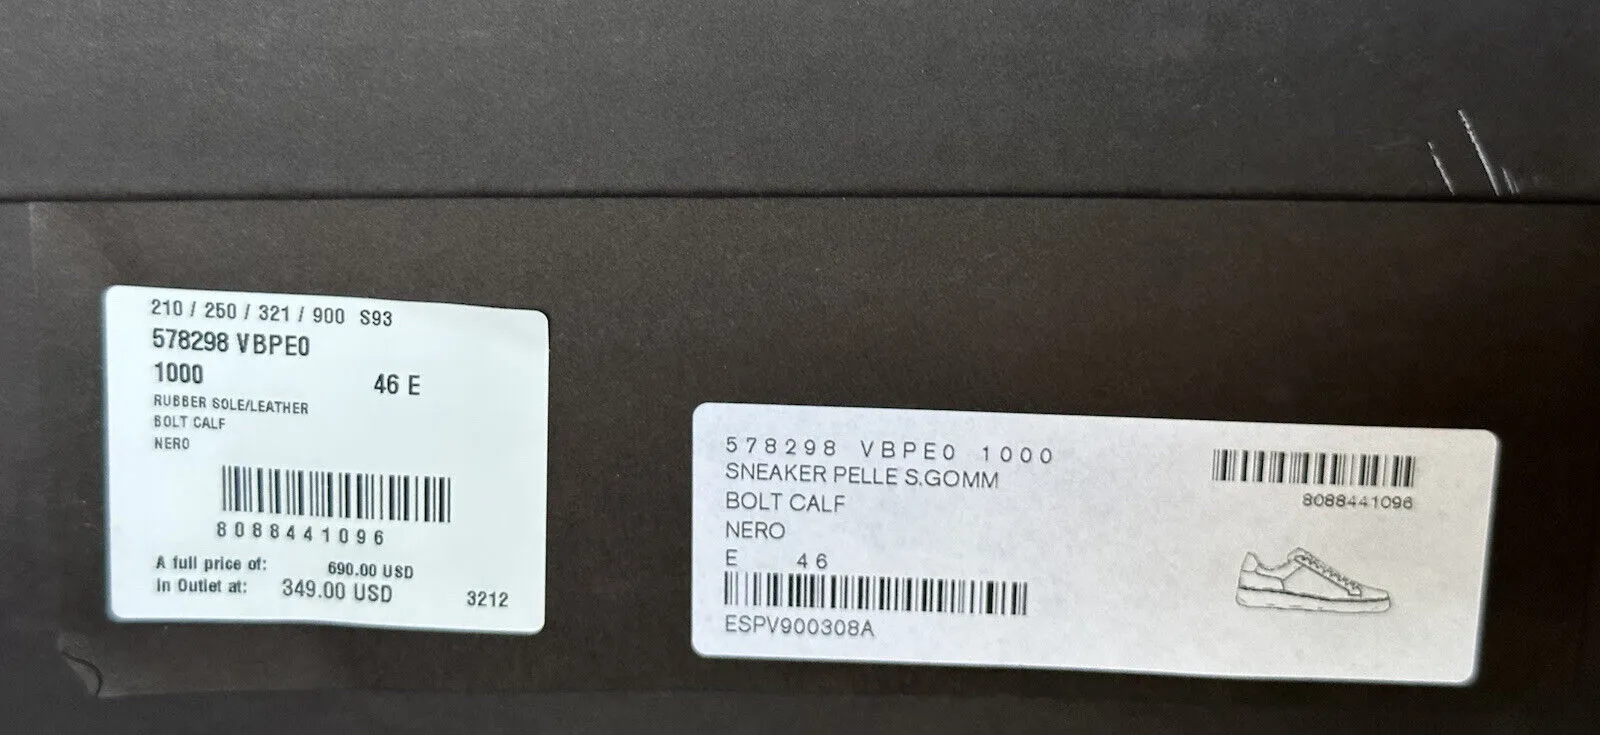 210 / 250 / 321 / 900 S93
578298 VBPE0
1000 46 E
RUBBER SOLE/LEATHER
BOLT CALF
NERO
8088441096
A full price of: 690.00 USD
In Outlet at: 349.00 USD 3212
578298 VBPE0 1000
SNEAKER PELLE S.GOMM
BOLT CALF
NERO
E 46
ESPV900308A
8088441096